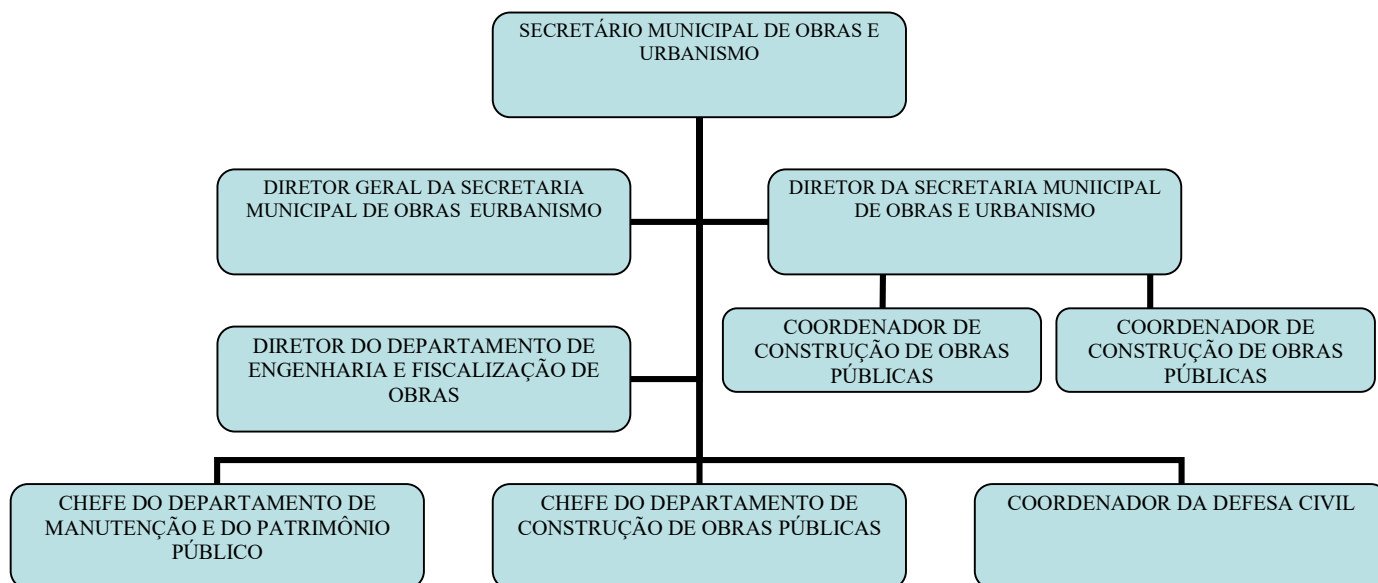 SECRETÁRIO MUNICIPAL DE OBRAS E
URBANISMO
DIRETOR GERAL DA SECRETARIA
MUNICIPAL DE OBRAS EURBANISMO
DIRETOR DA SECRETARIA MUNIICIPAL
DE OBRAS E URBANISMO
COORDENADOR DE
CONSTRUÇÃO DE OBRAS
PÚBLICAS
COORDENADOR DE
CONSTRUÇÃO DE OBRAS
PÚBLICAS
DIRETOR DO DEPARTAMENTO DE
ENGENHARIA E FISCALIZAÇÃO DE
OBRAS
CHEFE DO DEPARTAMENTO DE
MANUTENÇÃO E DO PATRIMÔNIO
PÚBLICO
CHEFE DO DEPARTAMENTO DE
CONSTRUÇÃO DE OBRAS PÚBLICAS
COORDENADOR DA DEFESA CIVIL